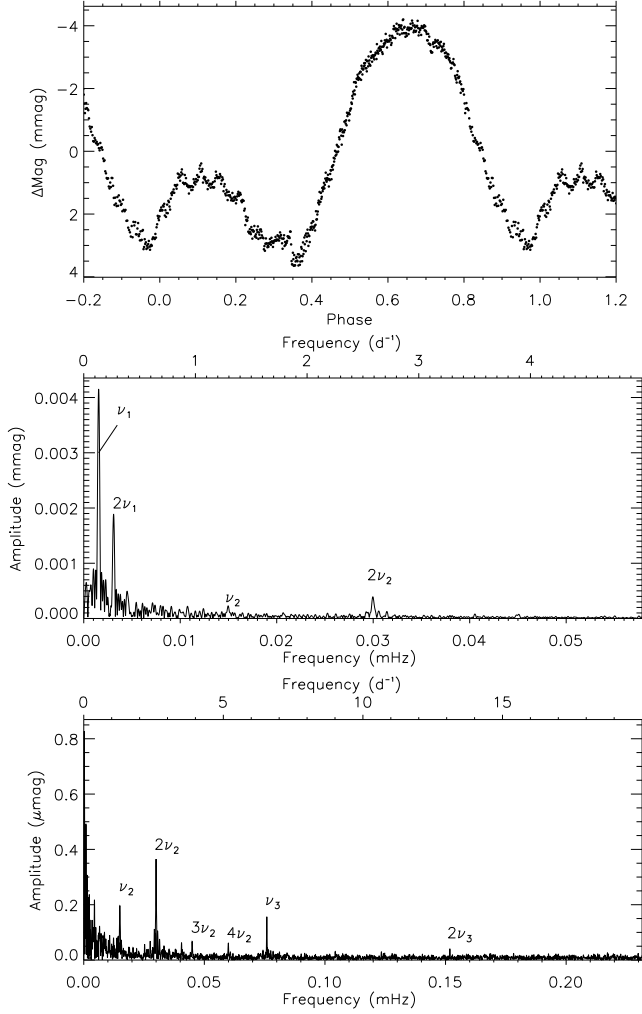 −4
−2
0
2
4
ΔMag (mmag)
−0.2 0.0 0.2 0.4 0.6 0.8 1.0 1.2
Phase
Frequency (d⁻¹)
0 1 2 3 4
0.004
0.003
0.002
0.001
0.000
Amplitude (mmag)
ν₁
2ν₁
ν₂
2ν₂
0.00 0.01 0.02 0.03 0.04 0.05
Frequency (mHz)
Frequency (d⁻¹)
0 5 10 15
0.8
0.6
0.4
0.2
0.0
Amplitude (μmag)
ν₂
2ν₂
3ν₂
4ν₂
ν₃
2ν₃
0.00 0.05 0.10 0.15 0.20
Frequency (mHz)